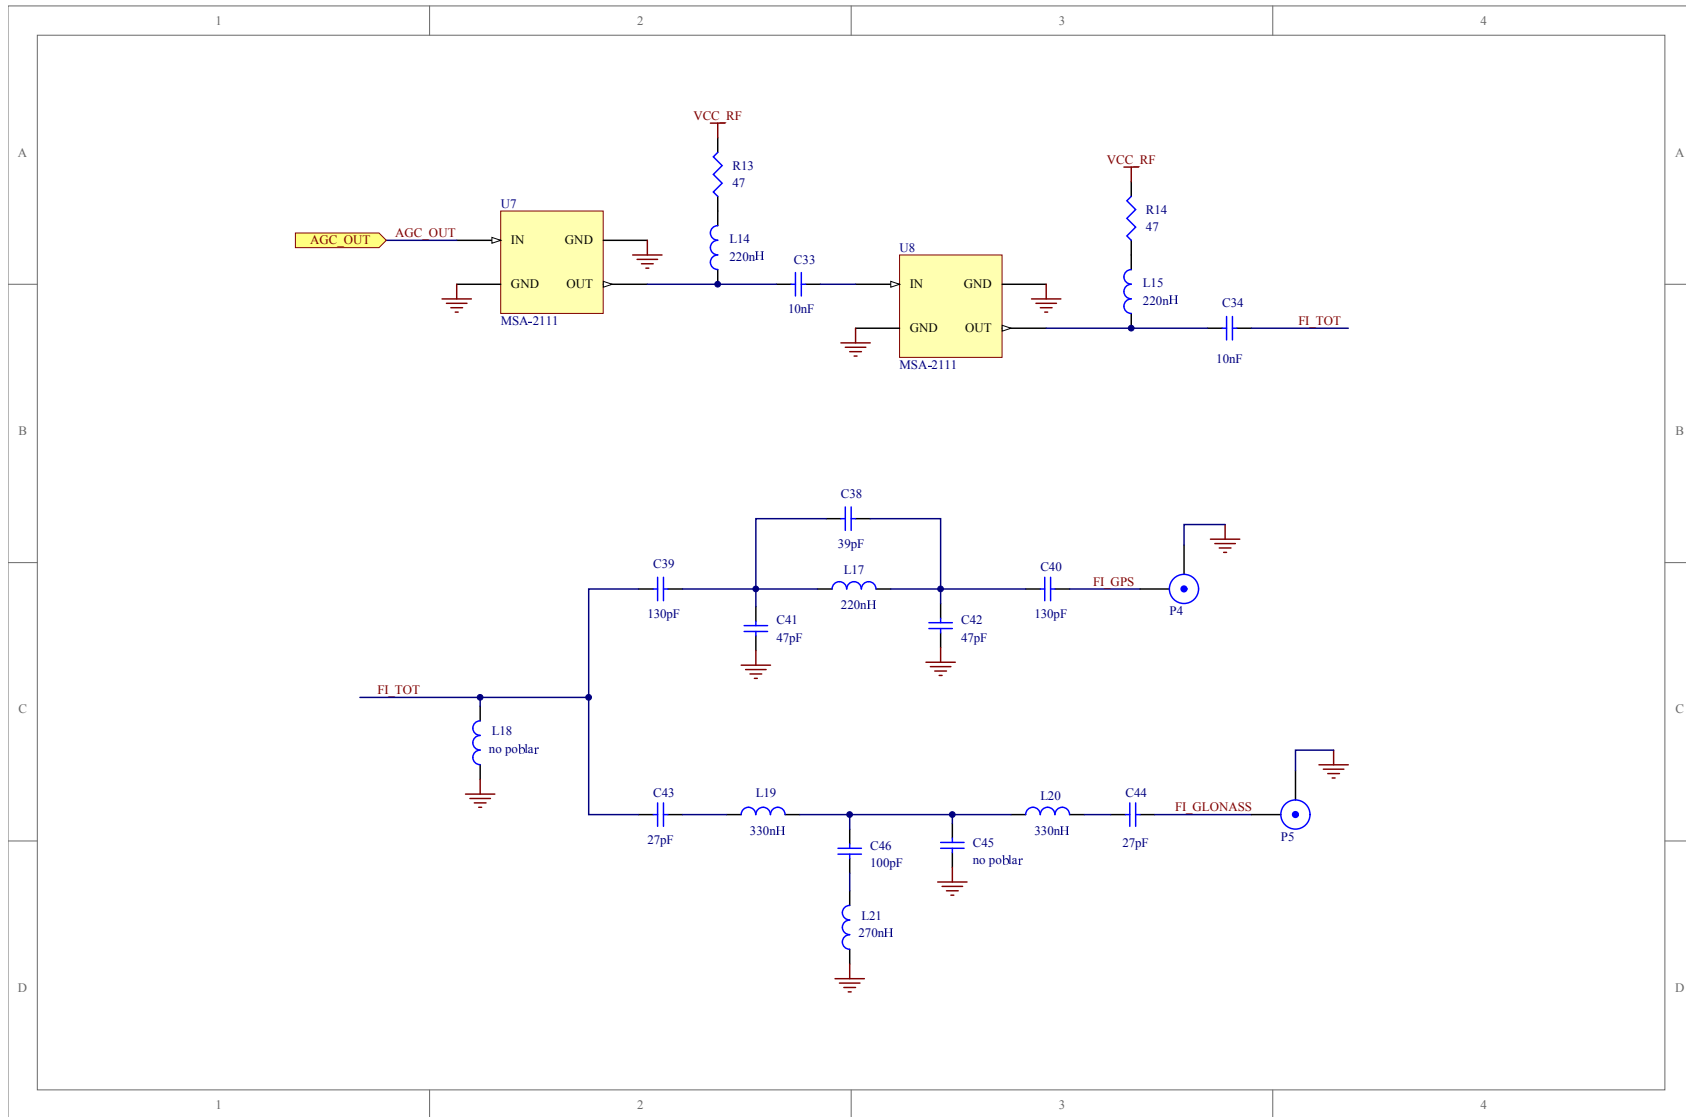 1 2 3 4
A A
VCC_RF
R13
47
VCC_RF
R14
47
U7
AGC_OUT AGC_OUT
IN GND
GND OUT
MSA-2111
L14
220nH
C33
10nF
U8
IN GND
GND OUT
MSA-2111
L15
220nH
C34
10nF
FI_TOT
B B
C38
39pF
C39
130pF
L17
220nH
C40
130pF
FI_GPS
P4
C41
47pF
C42
47pF
FI_TOT
C C
L18
no poblar
C43
27pF
L19
330nH
L20
330nH
C44
27pF
FI_GLONASS
P5
C46
100pF
C45
no poblar
L21
270nH
D D
1 2 3 4